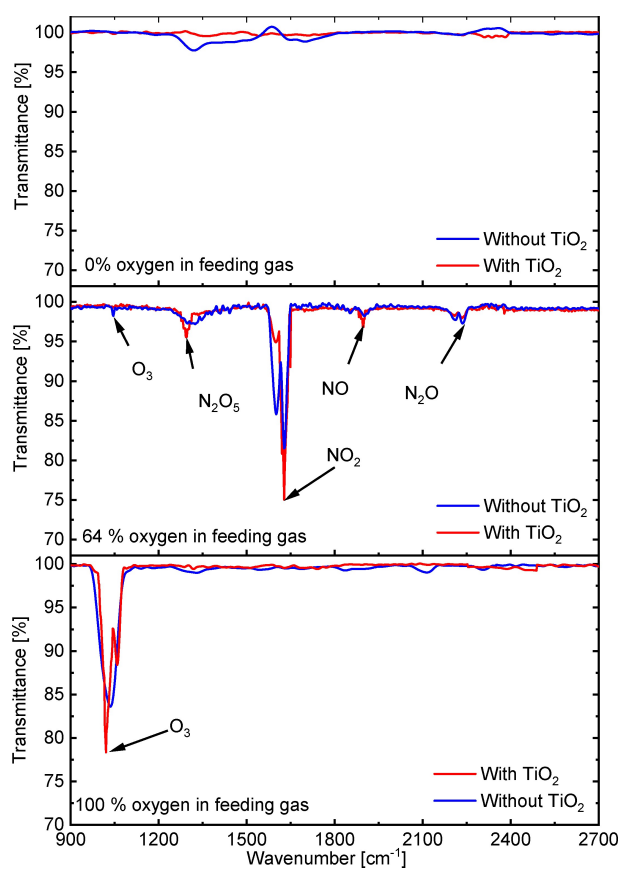 100
95
90
85
80
75
70
Transmittance [%]
Without TiO₂
With TiO₂
0% oxygen in feeding gas
100
95
90
85
80
75
70
Transmittance [%]
O₃
N₂O₅
NO₂
NO
N₂O
Without TiO₂
With TiO₂
64 % oxygen in feeding gas
100
95
90
85
80
75
70
Transmittance [%]
O₃
With TiO₂
Without TiO₂
100 % oxygen in feeding gas
900 1200 1500 1800 2100 2400 2700
Wavenumber [cm⁻¹]